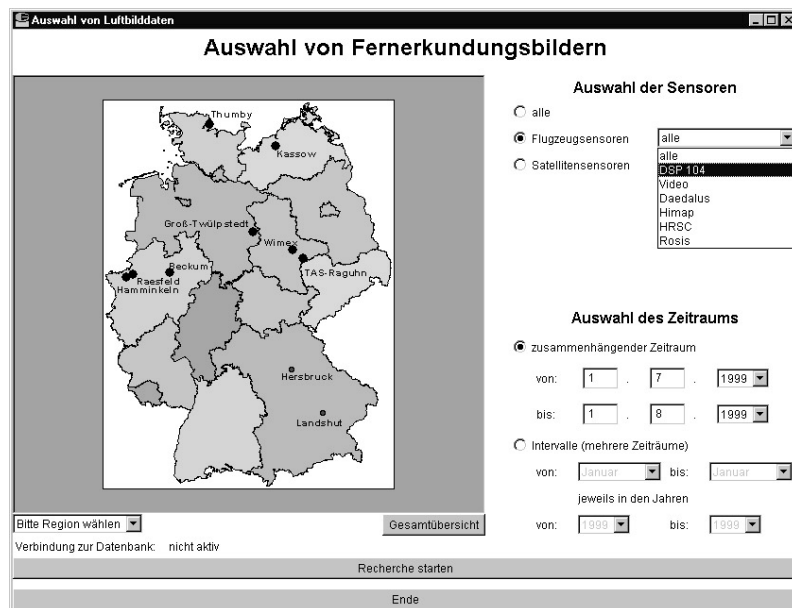 Auswahl von Luftbilddaten
Auswahl von Fernerkundungsbildern
Thumby
Kassow
Groß-Twülpstedt
Wimex
TAS-Raguhn
Beckum
Raesfeld
Hamminkeln
Hersbruck
Landshut
Bitte Region wählen
Gesamtübersicht
Verbindung zur Datenbank: nicht aktiv
Auswahl der Sensoren
alle
Flugzeugsensoren alle
Satellitensensoren
alle
DSP 104
Video
Daedalus
Himap
HRSC
Rosis
Auswahl des Zeitraums
zusammenhängender Zeitraum
von: 1 . 7 . 1999
bis: 1 . 8 . 1999
Intervalle (mehrere Zeiträume)
von: Januar bis: Januar
jeweils in den Jahren
von: 1999 bis: 1999
Recherche starten
Ende